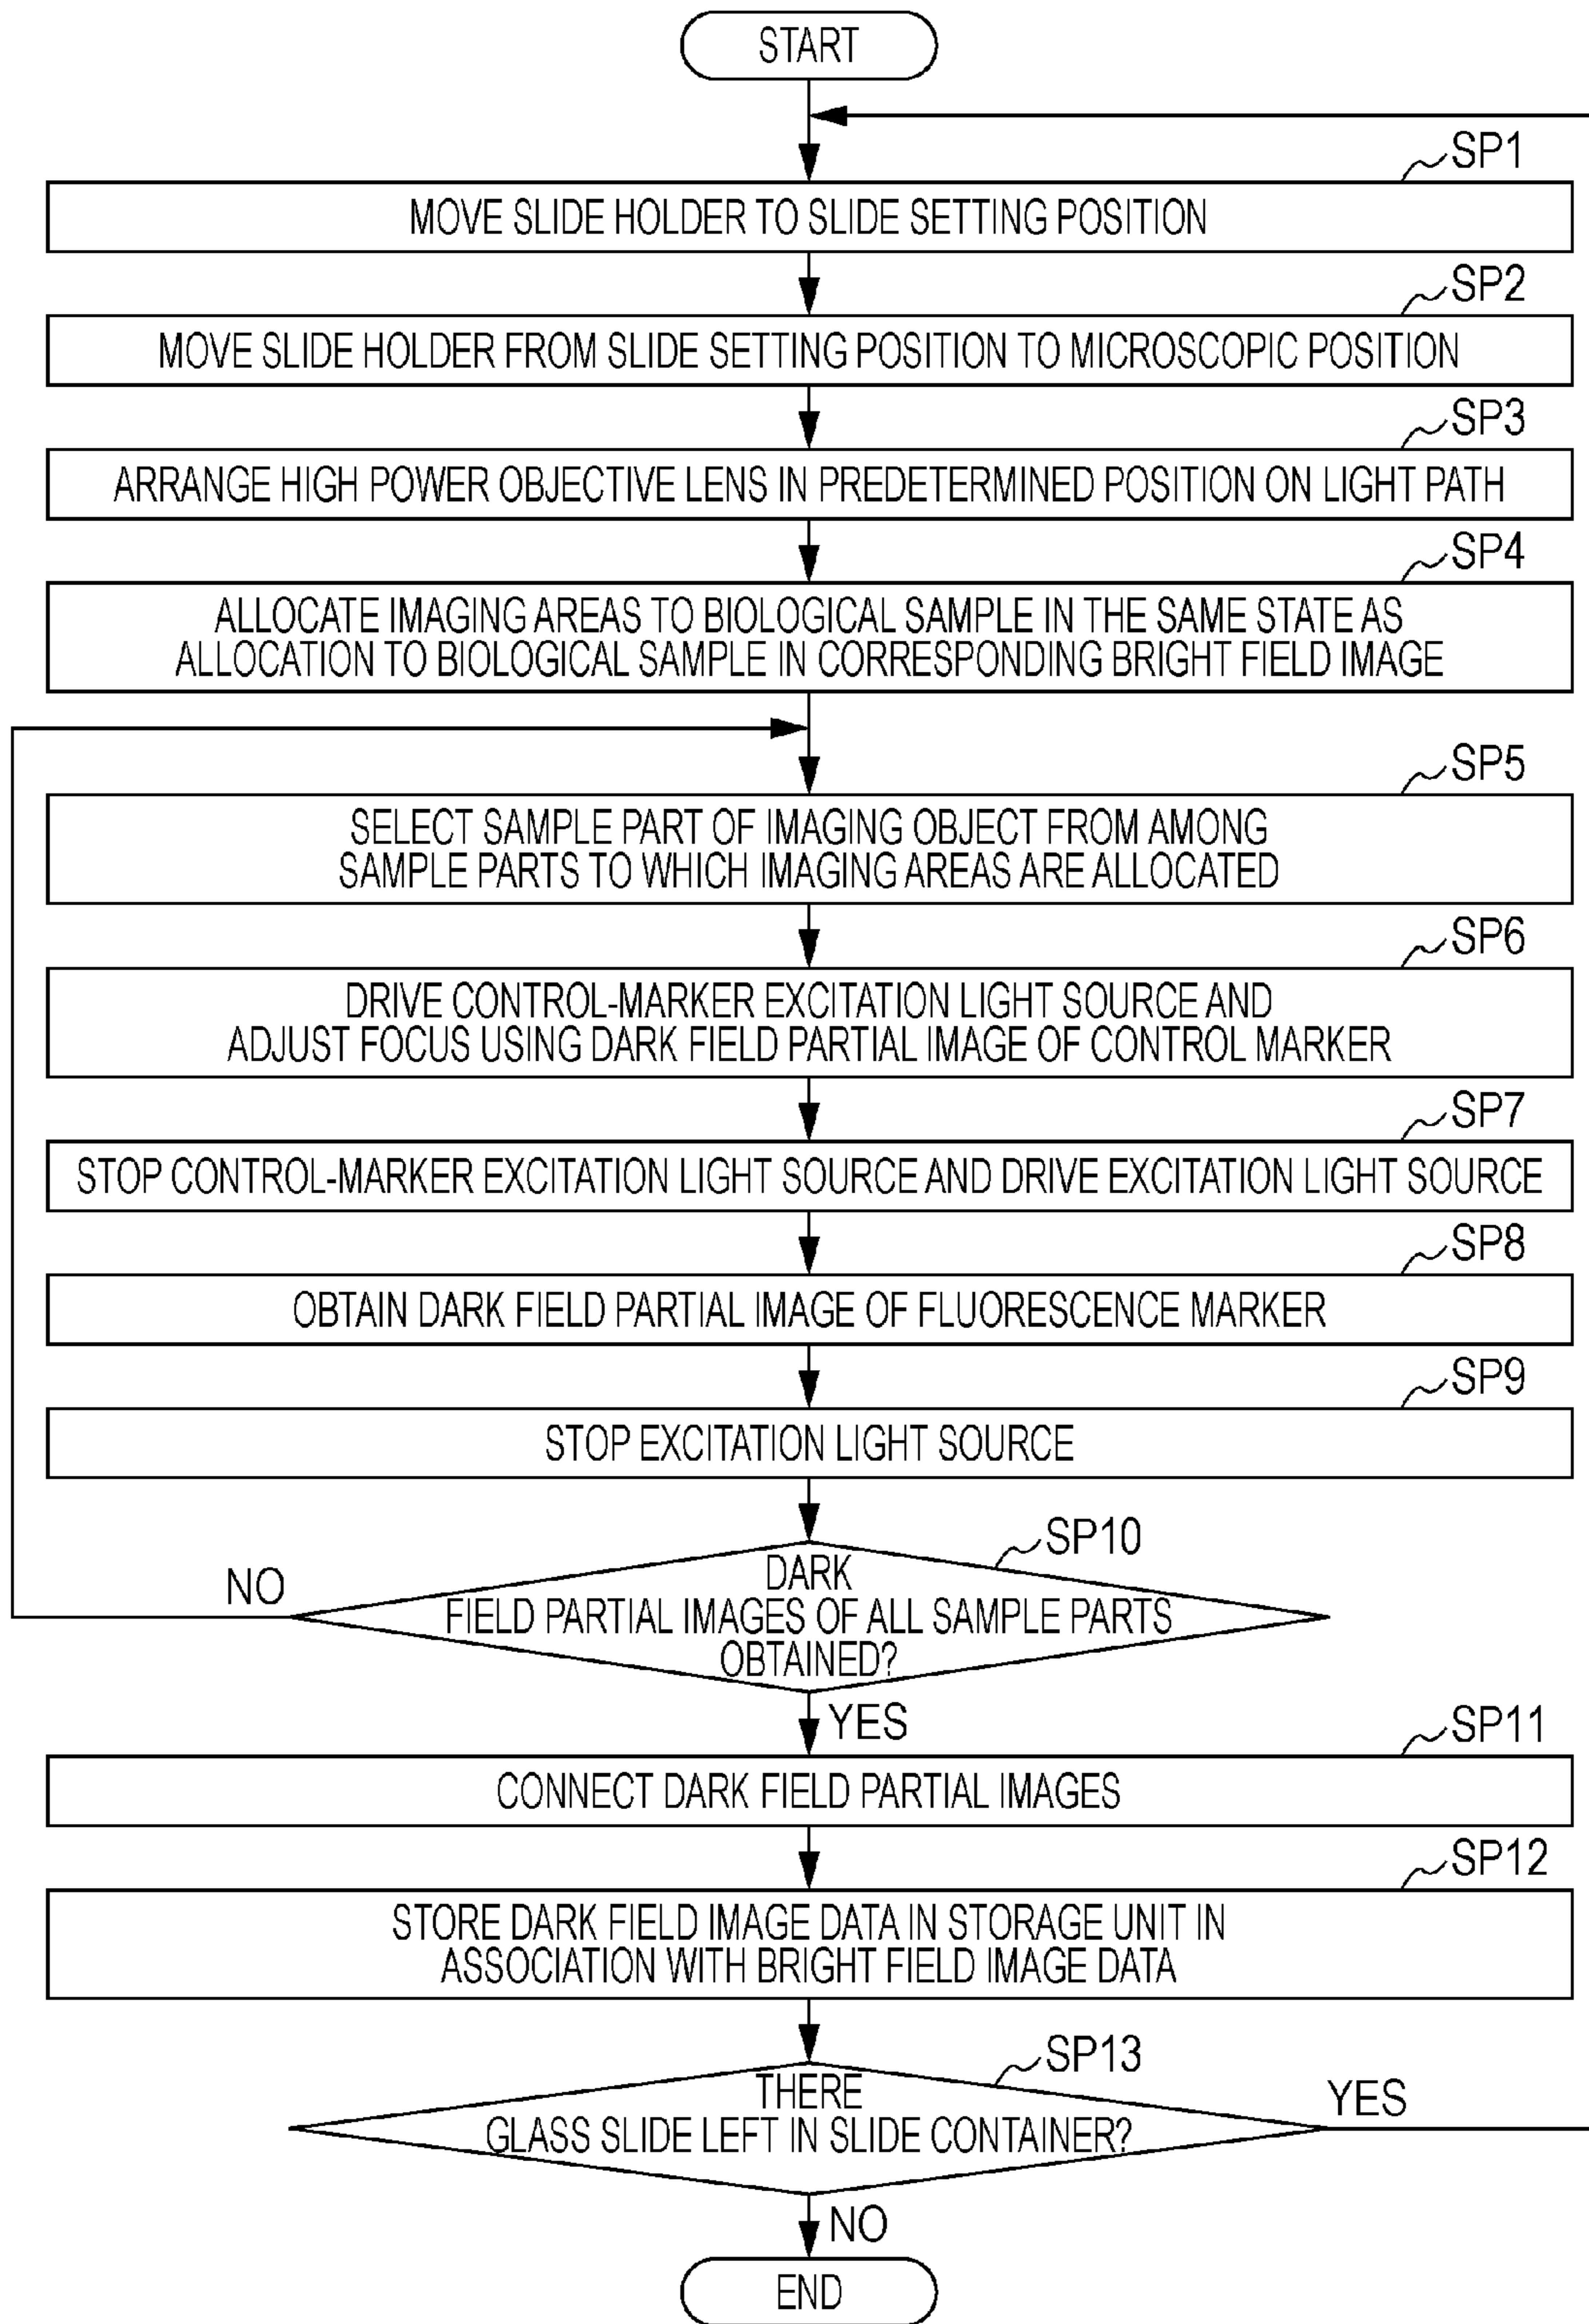 START
SP1
MOVE SLIDE HOLDER TO SLIDE SETTING POSITION
SP2
MOVE SLIDE HOLDER FROM SLIDE SETTING POSITION TO MICROSCOPIC POSITION
SP3
ARRANGE HIGH POWER OBJECTIVE LENS IN PREDETERMINED POSITION ON LIGHT PATH
SP4
ALLOCATE IMAGING AREAS TO BIOLOGICAL SAMPLE IN THE SAME STATE AS
ALLOCATION TO BIOLOGICAL SAMPLE IN CORRESPONDING BRIGHT FIELD IMAGE
SP5
SELECT SAMPLE PART OF IMAGING OBJECT FROM AMONG
SAMPLE PARTS TO WHICH IMAGING AREAS ARE ALLOCATED
SP6
DRIVE CONTROL-MARKER EXCITATION LIGHT SOURCE AND
ADJUST FOCUS USING DARK FIELD PARTIAL IMAGE OF CONTROL MARKER
SP7
STOP CONTROL-MARKER EXCITATION LIGHT SOURCE AND DRIVE EXCITATION LIGHT SOURCE
SP8
OBTAIN DARK FIELD PARTIAL IMAGE OF FLUORESCENCE MARKER
SP9
STOP EXCITATION LIGHT SOURCE
SP10
DARK
NO
FIELD PARTIAL IMAGES OF ALL SAMPLE PARTS
OBTAINED?
YES
SP11
CONNECT DARK FIELD PARTIAL IMAGES
SP12
STORE DARK FIELD IMAGE DATA IN STORAGE UNIT IN
ASSOCIATION WITH BRIGHT FIELD IMAGE DATA
SP13
THERE
YES
GLASS SLIDE LEFT IN SLIDE CONTAINER?
NO
END